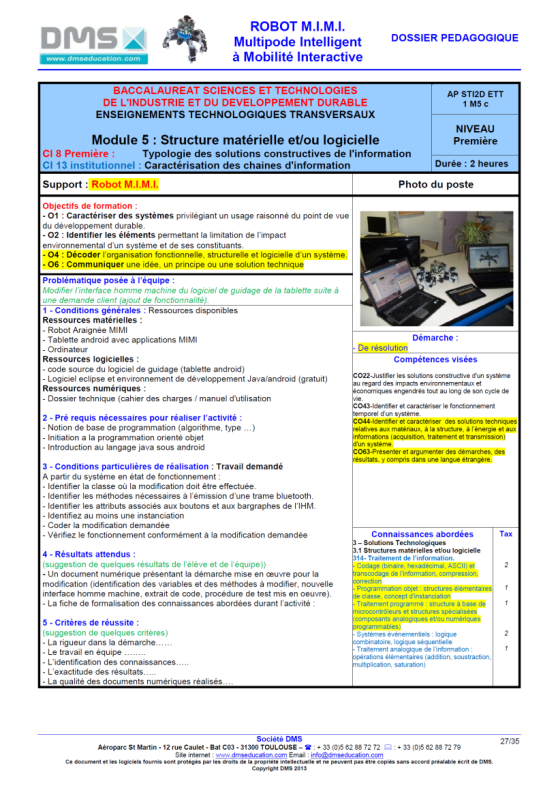 DMS
www.dmseducation.com
ROBOT M.I.M.I.
Multipode Intelligent
à Mobilité Interactive
DOSSIER PEDAGOGIQUE
BACCALAUREAT SCIENCES ET TECHNOLOGIES
DE L'INDUSTRIE ET DU DEVELOPPEMENT DURABLE
ENSEIGNEMENTS TECHNOLOGIQUES TRANSVERSAUX
Module 5 : Structure matérielle et/ou logicielle
CI 8 Première : Typologie des solutions constructives de l'information
CI 13 institutionnel : Caractérisation des chaines d'information
AP STI2D ETT
1 M5 c
NIVEAU
Première
Durée : 2 heures
Support : Robot M.I.M.I.
Photo du poste
Objectifs de formation :
- O1 : Caractériser des systèmes privilégiant un usage raisonné du point de vue
du développement durable.
- O2 : Identifier les éléments permettant la limitation de l'impact
environnemental d'un système et de ses constituants.
- O4 : Décoder l'organisation fonctionnelle, structurelle et logicielle d'un système.
- O6 : Communiquer une idée, un principe ou une solution technique
Problématique posée à l'équipe :
Modifier l'interface homme machine du logiciel de guidage de la tablette suite à
une demande client (ajout de fonctionnalité).
1 - Conditions générales : Ressources disponibles
Ressources matérielles :
- Robot Araignée MIMI
- Tablette android avec applications MIMI
- Ordinateur
Ressources logicielles :
- code source du logiciel de guidage (tablette android)
- Logiciel eclipse et environnement de développement Java/android (gratuit)
Ressources numériques :
- Dossier technique (cahier des charges / manuel d'utilisation
2 - Pré requis nécessaires pour réaliser l'activité :
- Notion de base de programmation (algorithme, type …)
- Initiation a la programmation orienté objet
- Introduction au langage java sous android
3 - Conditions particulières de réalisation : Travail demandé
A partir du système en état de fonctionnement :
- Identifier la classe où la modification doit être effectuée.
- Identifier les méthodes nécessaires à l'émission d'une trame bluetooth.
- Identifier les attributs associés aux boutons et aux bargraphes de l'IHM.
- Identifiez au moins une instanciation
- Coder la modification demandée
- Vérifiez le fonctionnement conformément à la modification demandée
4 - Résultats attendus :
(suggestion de quelques résultats de l'élève et de l'équipe))
- Un document numérique présentant la démarche mise en œuvre pour la
modification (identification des variables et des méthodes à modifier, nouvelle
interface homme machine, extrait de code, procédure de test mis en oeuvre).
- La fiche de formalisation des connaissances abordées durant l'activité :
5 - Critères de réussite :
(suggestion de quelques critères)
- La rigueur dans la démarche……
- Le travail en équipe ……..
- L'identification des connaissances…..
- L'exactitude des résultats…..
- La qualité des documents numériques réalisés….
Démarche :
- De résolution
Compétences visées
CO22-Justifier les solutions constructive d'un système
au regard des impacts environnementaux et
économiques engendrés tout au long de son cycle de
vie.
CO43-Identifier et caractériser le fonctionnement
temporel d'un système.
CO44-Identifier et caractériser des solutions techniques
relatives aux matériaux, à la structure, à l'énergie et aux
informations (acquisition, traitement et transmission)
d'un système.
CO63-Présenter et argumenter des démarches, des
résultats, y compris dans une langue étrangère.
Connaissances abordées Tax
3 – Solutions Technologiques
3.1 Structures matérielles et/ou logicielle
314- Traitement de l'information.
- Codage (binaire, hexadécimal, ASCII) et 2
transcodage de l'information, compression,
correction
- Programmation objet : structures élémentaires 1
de classe, concept d'instanciation
- Traitement programmé : structure à base de 1
microcontrôleurs et structures spécialisées
(composants analogiques et/ou numériques
programmables)
- Systèmes événementiels : logique 2
combinatoire, logique séquentielle
- Traitement analogique de l'information : 1
opérations élémentaires (addition, soustraction,
multiplication, saturation)
Société DMS
27/35
Aéroparc St Martin - 12 rue Caulet - Bat C03 - 31300 TOULOUSE – ☎ : + 33 (0)5 62 88 72 72 🖷 : + 33 (0)5 62 88 72 79
Site internet : www.dmseducation.com Email : info@dmseducation.com
Ce document et les logiciels fournis sont protégés par les droits de la propriété intellectuelle et ne peuvent pas être copiés sans accord préalable écrit de DMS.
Copyright DMS 2013